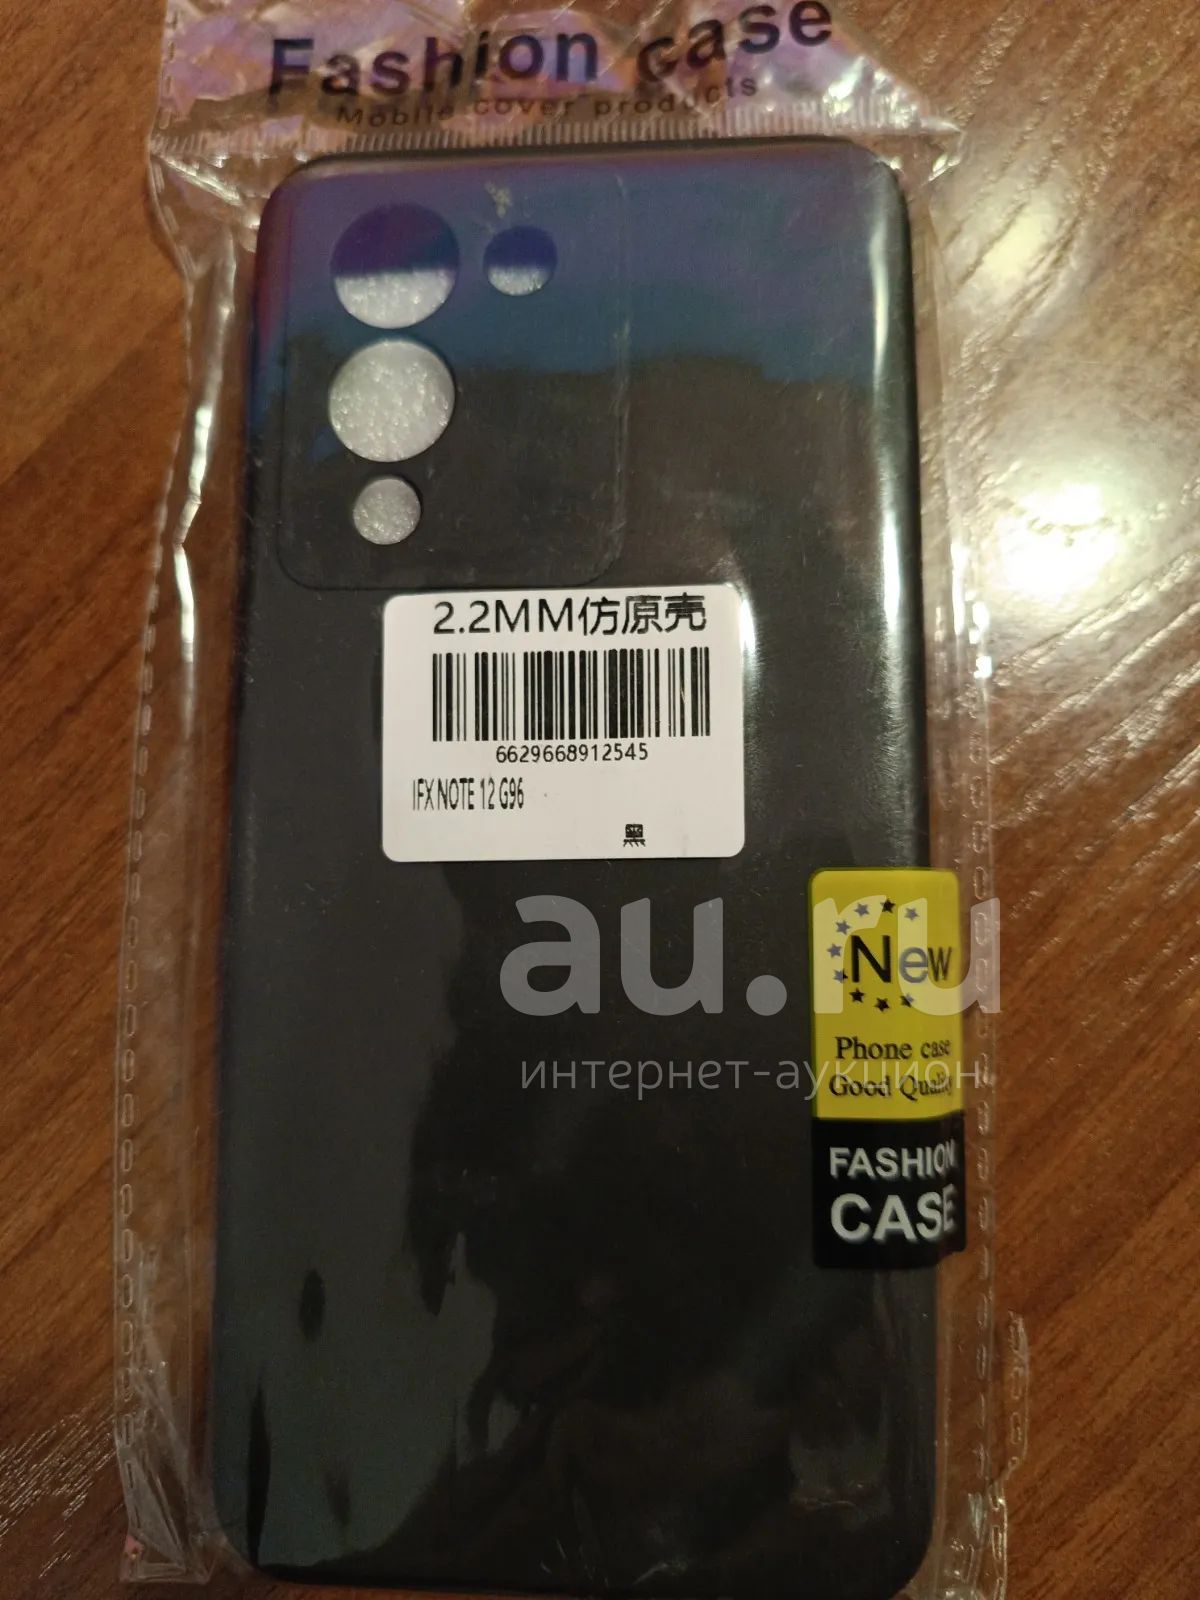 Fashion case
Mobile cover products
2.2MM仿原壳
6629668912545
IFX NOTE 12 G96
黑
au.ru
интернет-аукцион
New
Phone case
Good Quality
FASHION
CASE